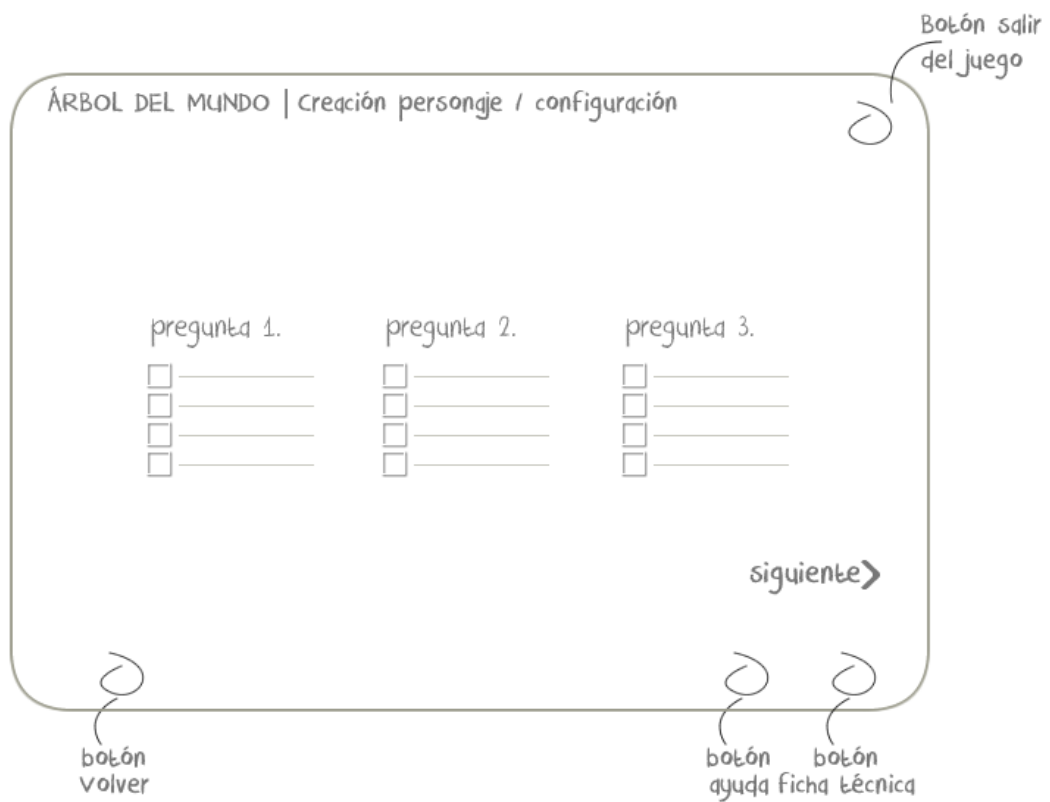 Botón salir
del juego
ÁRBOL DEL MUNDO | Creación personaje / configuración
pregunta 1.
pregunta 2.
pregunta 3.
siguiente
botón
volver
botón
ayuda
botón
ficha técnica